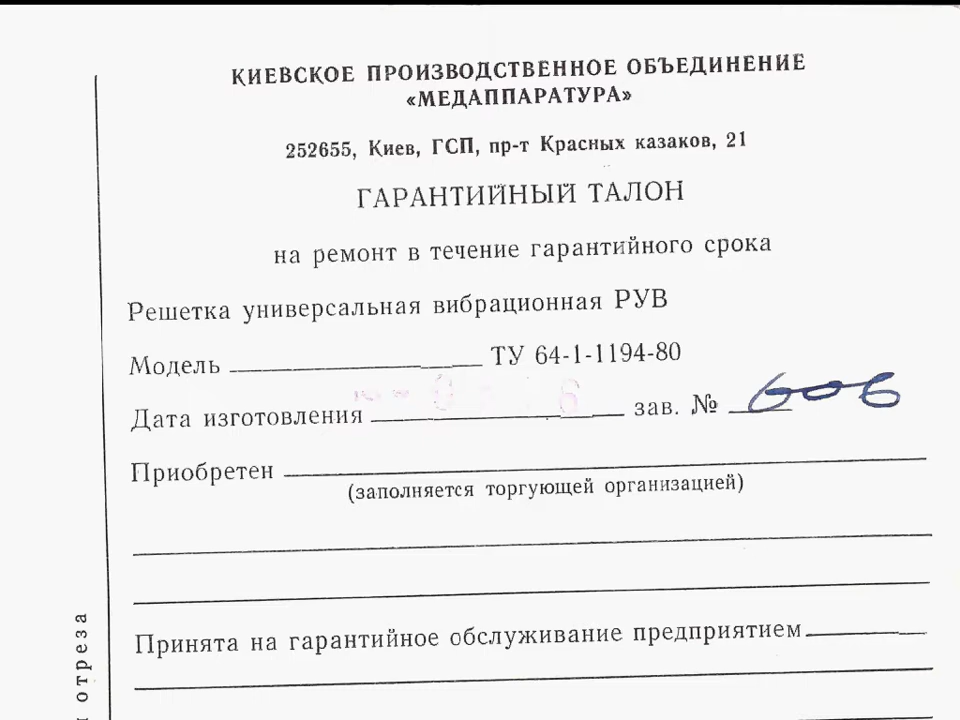 КИЕВСКОЕ ПРОИЗВОДСТВЕННОЕ ОБЪЕДИНЕНИЕ
«МЕДАППАРАТУРА»
252655, Киев, ГСП, пр-т Красных казаков, 21
ГАРАНТИЙНЫЙ ТАЛОН
на ремонт в течение гарантийного срока
Решетка универсальная вибрационная РУВ
Модель ТУ 64-1-1194-80
Дата изготовления зав. № 606
Приобретен
(заполняется торгующей организацией)
Принята на гарантийное обслуживание предприятием
отреза